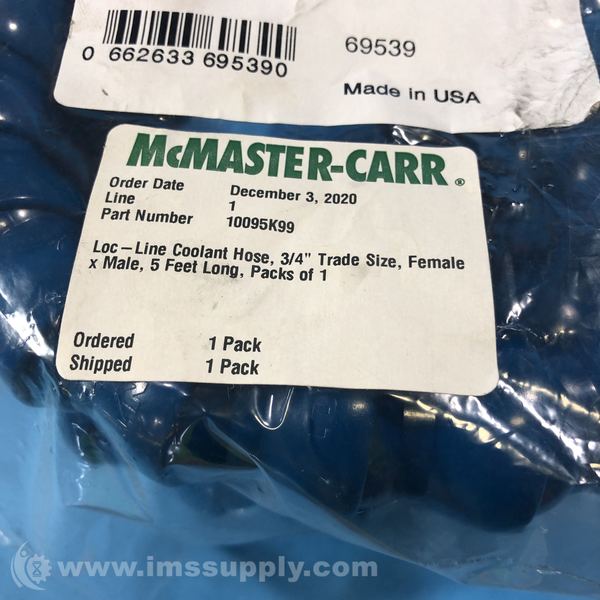 0 662633 695390
69539
Made in USA
McMASTER-CARR®
Order Date December 3, 2020
Line 1
Part Number 10095K99
Loc-Line Coolant Hose, 3/4" Trade Size, Female
x Male, 5 Feet Long, Packs of 1
Ordered 1 Pack
Shipped 1 Pack
www.imssupply.com